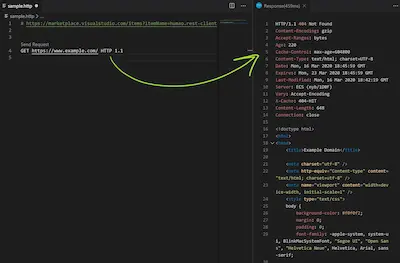 sample.http
sample.http > ...
1 # https://marketplace.visualstudio.com/items?itemName=humao.rest-client
2
3
Send Request
4 GET https://www.example.com/ HTTP 1.1
5
Response(458ms)
1 HTTP/1.1 404 Not Found
2 Content-Encoding: gzip
3 Accept-Ranges: bytes
4 Age: 220
5 Cache-Control: max-age=604800
6 Content-Type: text/html; charset=UTF-8
7 Date: Mon, 16 Mar 2020 18:45:59 GMT
8 Expires: Mon, 23 Mar 2020 18:45:59 GMT
9 Last-Modified: Mon, 16 Mar 2020 18:42:19 GMT
10 Server: ECS
11 Vary: Accept-Encoding
12 X-Cache: 404-HIT
13 Content-Length: 648
14 Connection: close
15
16 <!doctype html>
17 <html>
18 <head>
19 <title>Example Domain</title>
20
21 <meta charset="utf-8" />
22 <meta http-equiv="Content-type" content=
"text/html; charset=utf-8" />
23 <meta name="viewport" content="width=dev
ice-width, initial-scale=1" />
24 <style type="text/css">
25 body {
26 background-color: #f0f0f2;
27 margin: 0;
28 padding: 0;
29 font-family: -apple-system, system-u
i, BlinkMacSystemFont, "Segoe UI", "Open San
s", "Helvetica Neue", Helvetica, Arial, sans
-serif;